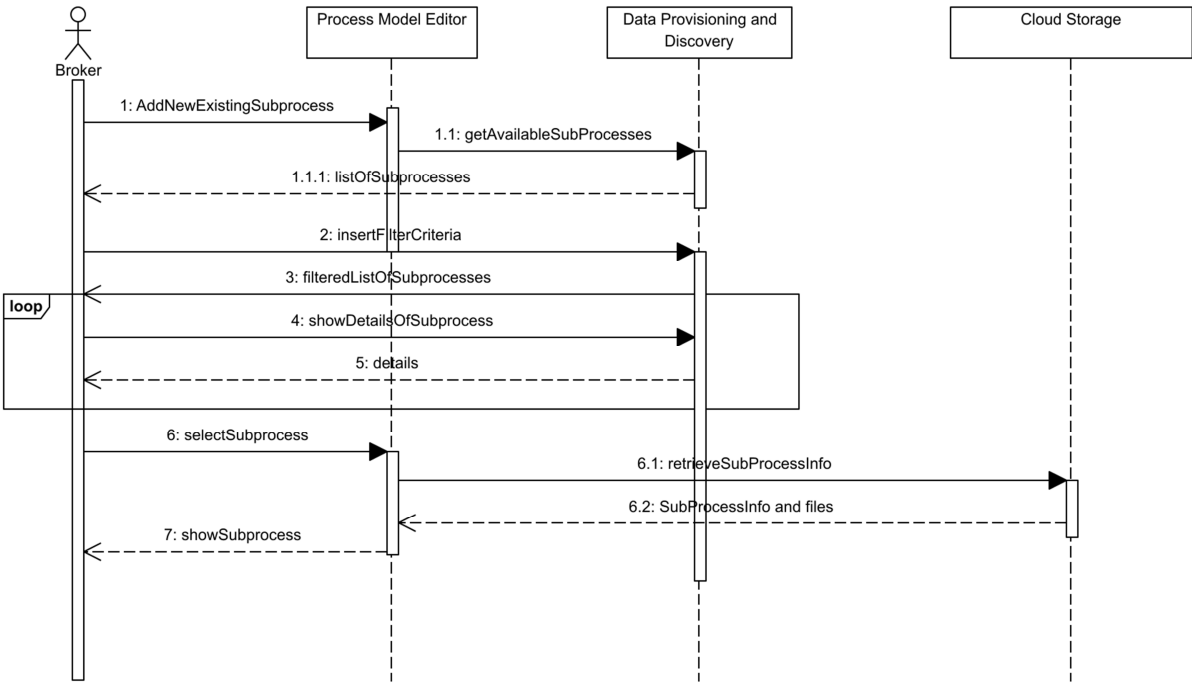 Process Model Editor
Data Provisioning and
Discovery
Cloud Storage
Broker
1: AddNewExistingSubprocess
1.1: getAvailableSubProcesses
1.1.1: listOfSubprocesses
2: insertFilterCriteria
3: filteredListOfSubprocesses
loop
4: showDetailsOfSubprocess
5: details
6: selectSubprocess
6.1: retrieveSubProcessInfo
6.2: SubProcessInfo and files
7: showSubprocess